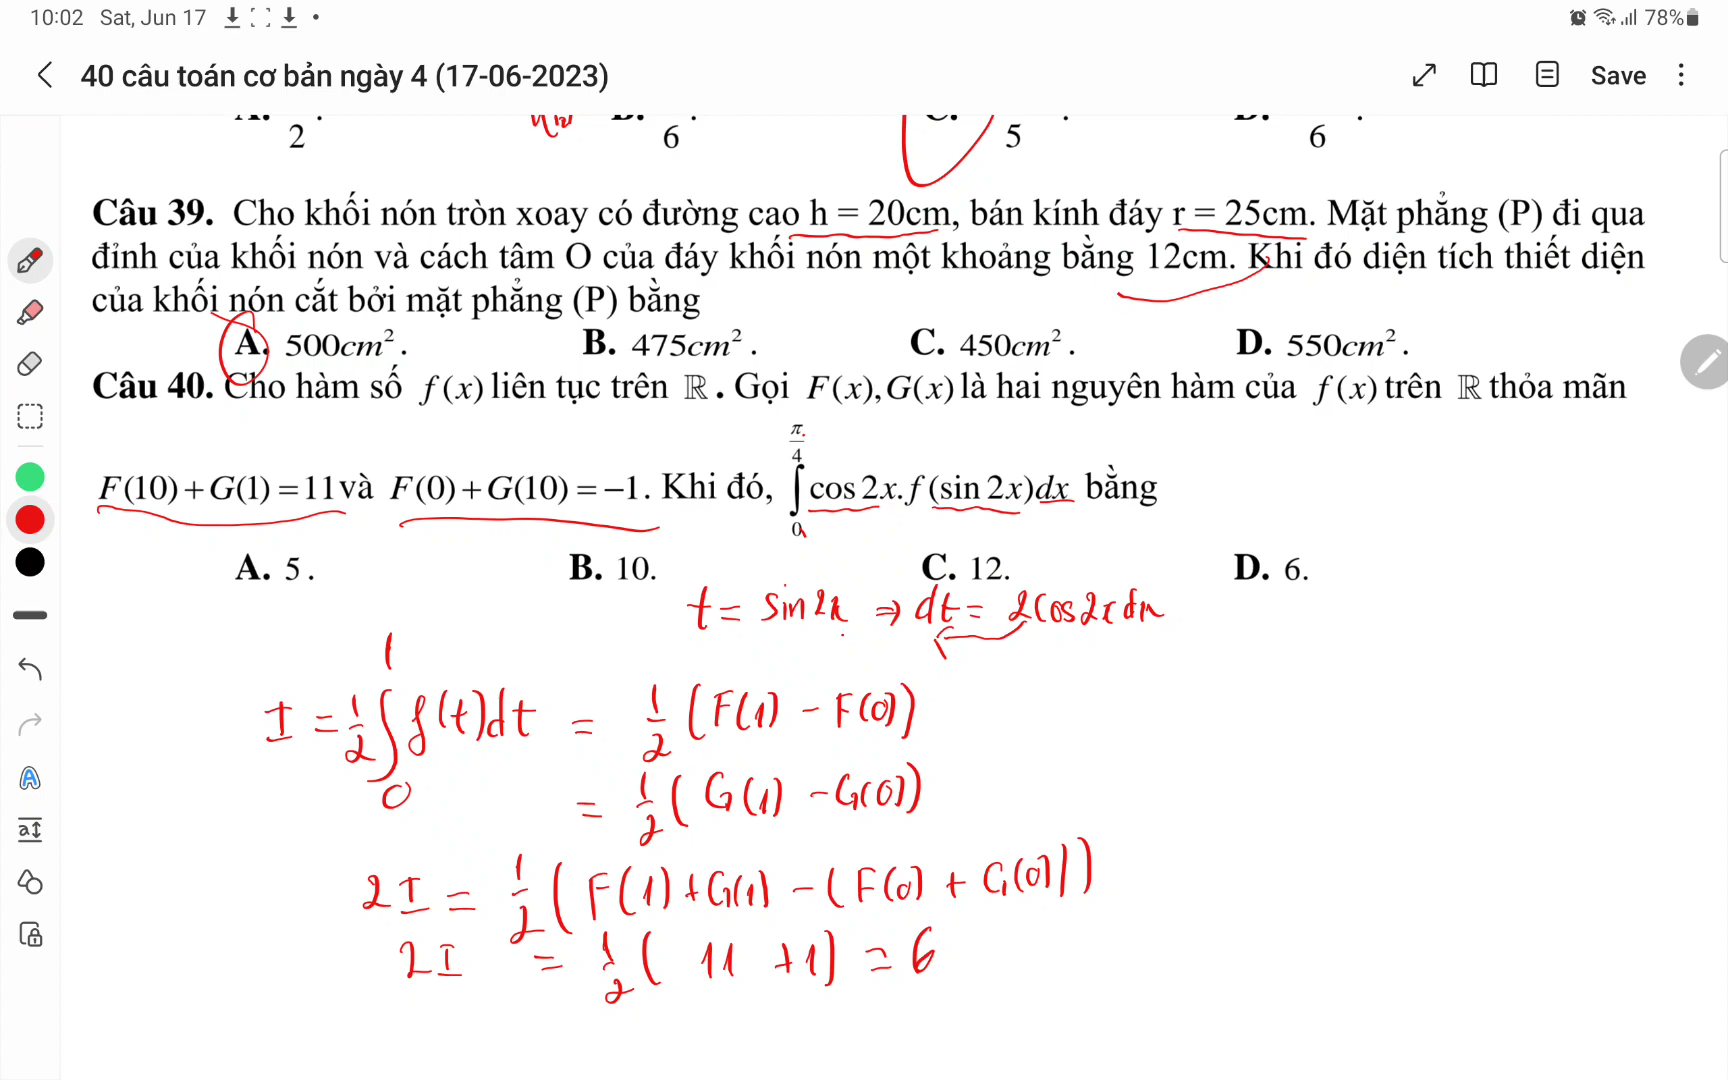 10:02 Sat, Jun 17 78%
40 câu toán cơ bản ngày 4 (17-06-2023) Save
2 6 5 6
Câu 39. Cho khối nón tròn xoay có đường cao h = 20cm, bán kính đáy r = 25cm. Mặt phẳng (P) đi qua
đỉnh của khối nón và cách tâm O của đáy khối nón một khoảng bằng 12cm. Khi đó diện tích thiết diện
của khối nón cắt bởi mặt phẳng (P) bằng
A. 500cm². B. 475cm². C. 450cm². D. 550cm².
Câu 40. Cho hàm số f(x) liên tục trên ℝ. Gọi F(x), G(x) là hai nguyên hàm của f(x) trên ℝ thỏa mãn
F(10)+G(1)=11 và F(0)+G(10)=−1. Khi đó, ∫₀^(π/4) cos 2x.f(sin 2x)dx bằng
A. 5. B. 10. C. 12. D. 6.
t = sin2x ⇒ dt = 2cos2xdx
I = 1/2 ∫₀¹ f(t)dt = 1/2 (F(1) − F(0))
= 1/2 (G(1) − G(0))
2I = 1/2 (F(1) + G(1) − (F(0) + G(0)))
2I = 1/2 (11 + 1) = 6